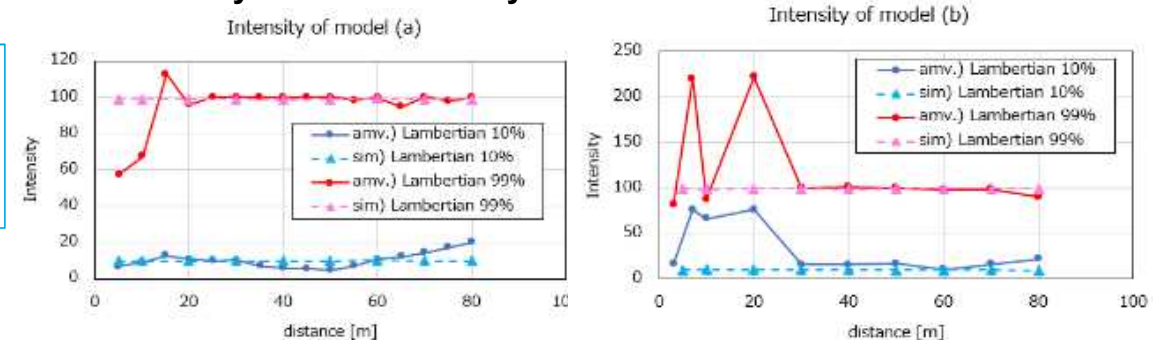 Intensity of model (a)
120
100
80
60
40
20
0
Intensity
amv.) Lambertian 10%
sim) Lambertian 10%
amv.) Lambertian 99%
sim) Lambertian 99%
0 20 40 60 80 10
distance [m]
Intensity of model (b)
250
200
150
100
50
0
Intensity
amv.) Lambertian 10%
sim) Lambertian 10%
amv.) Lambertian 99%
sim) Lambertian 99%
0 20 40 60 80 100
distance [m]